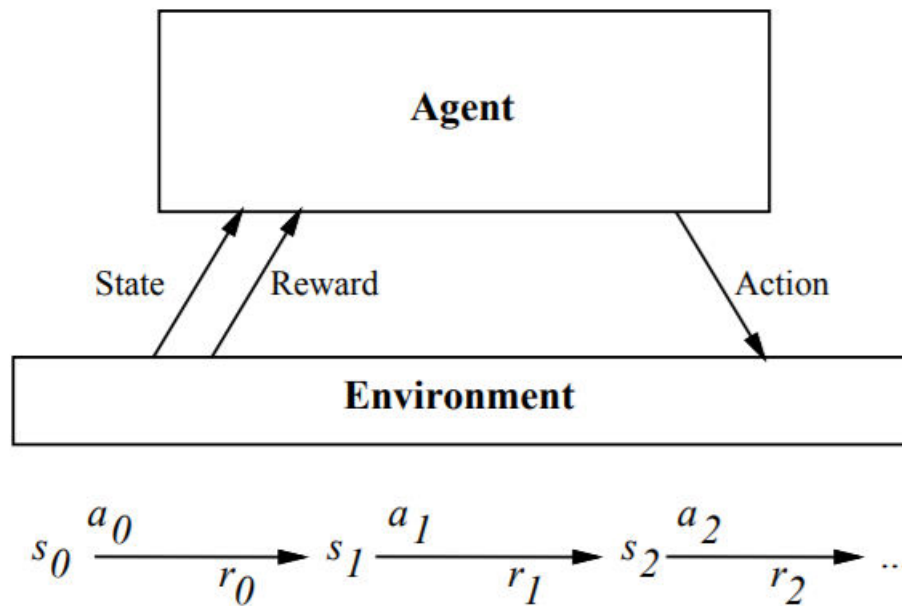 Agent
State Reward Action
Environment
s0 a0 r0 s1 a1 r1 s2 a2 r2 ...